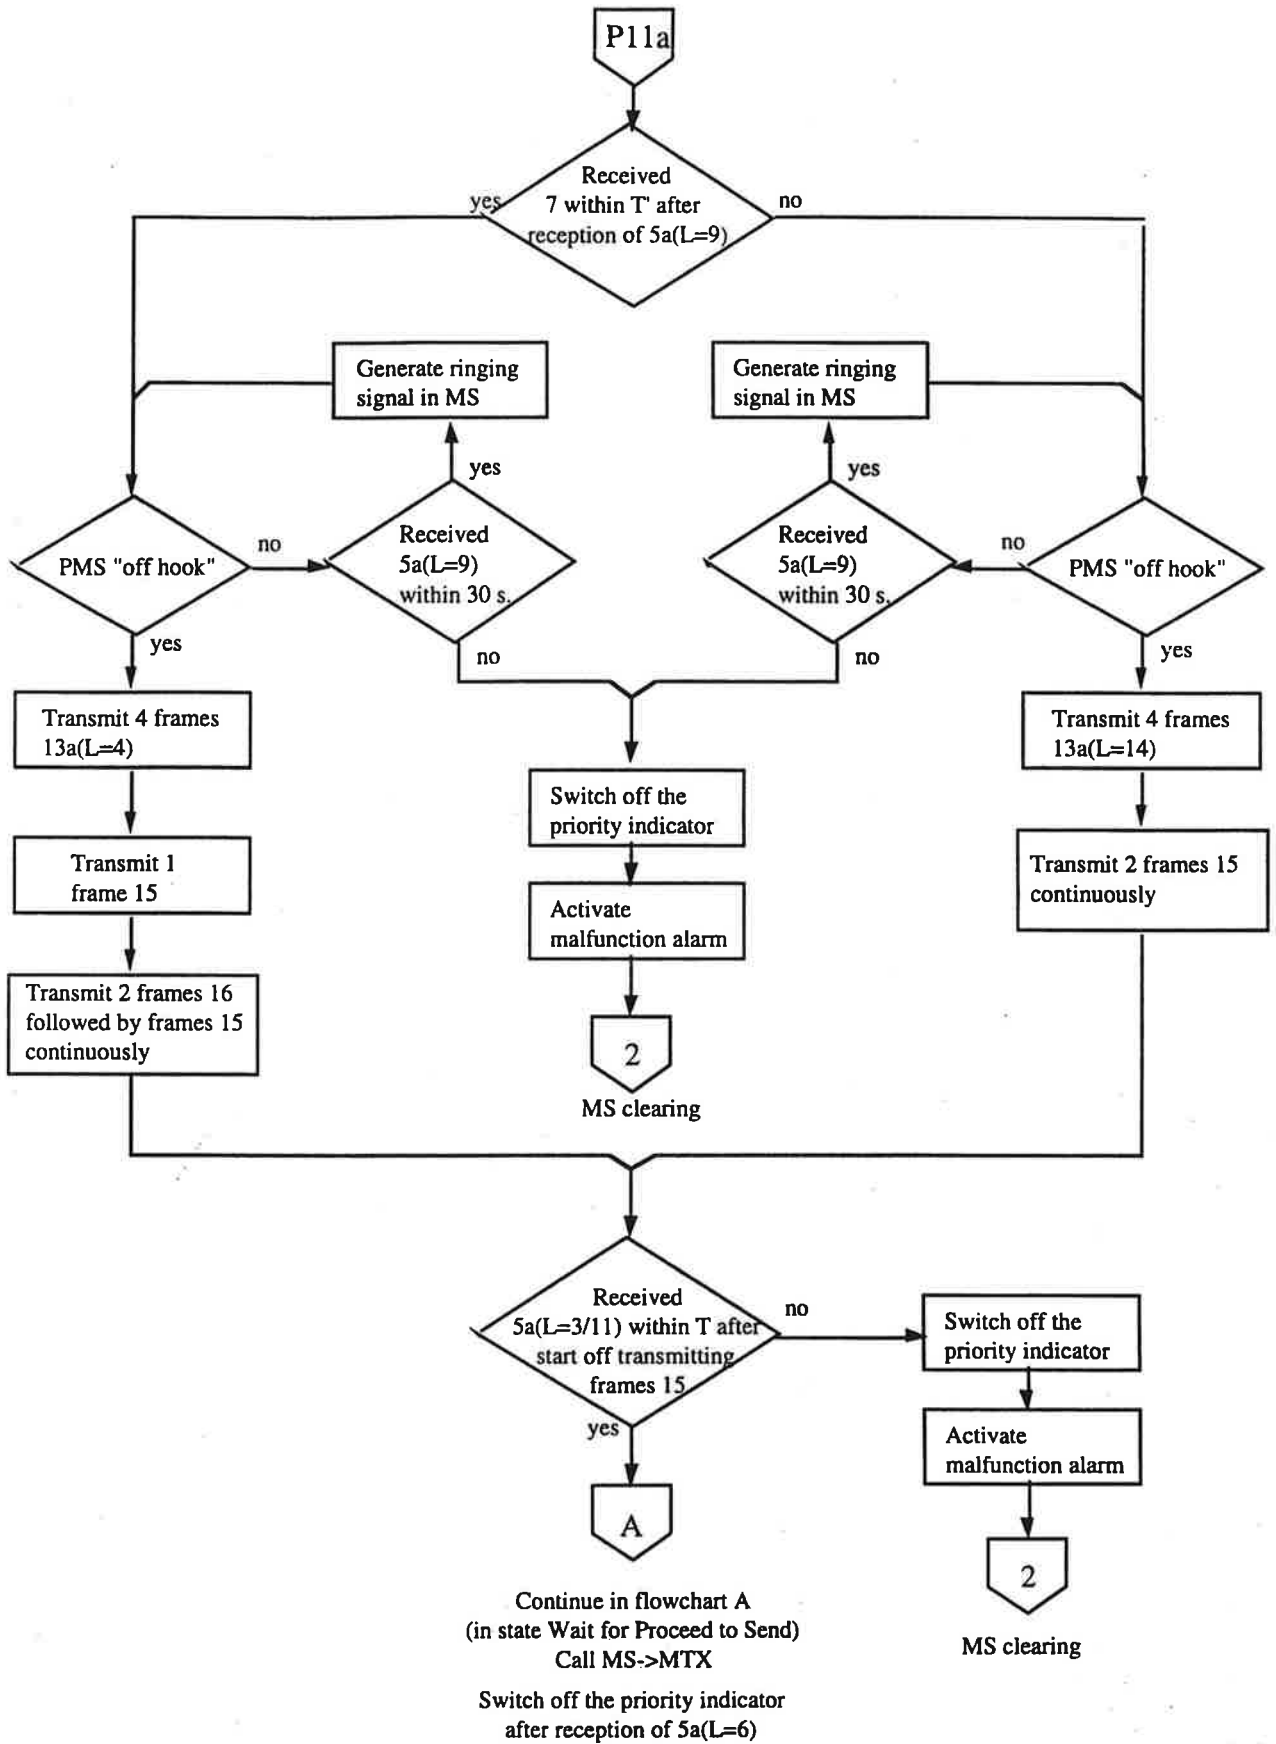 P11a
Received
7 within T' after
reception of 5a(L=9)
yes
no
Generate ringing
signal in MS
Generate ringing
signal in MS
yes
yes
PMS "off hook"
no
Received
5a(L=9)
within 30 s.
Received
5a(L=9)
within 30 s.
no
PMS "off hook"
yes
no
no
yes
Transmit 4 frames
13a(L=4)
Transmit 4 frames
13a(L=14)
Switch off the
priority indicator
Transmit 1
frame 15
Transmit 2 frames 15
continuously
Activate
malfunction alarm
Transmit 2 frames 16
followed by frames 15
continuously
2
MS clearing
Received
5a(L=3/11) within T after
start off transmitting
frames 15
no
Switch off the
priority indicator
yes
Activate
malfunction alarm
A
2
Continue in flowchart A
(in state Wait for Proceed to Send)
Call MS->MTX
MS clearing
Switch off the priority indicator
after reception of 5a(L=6)